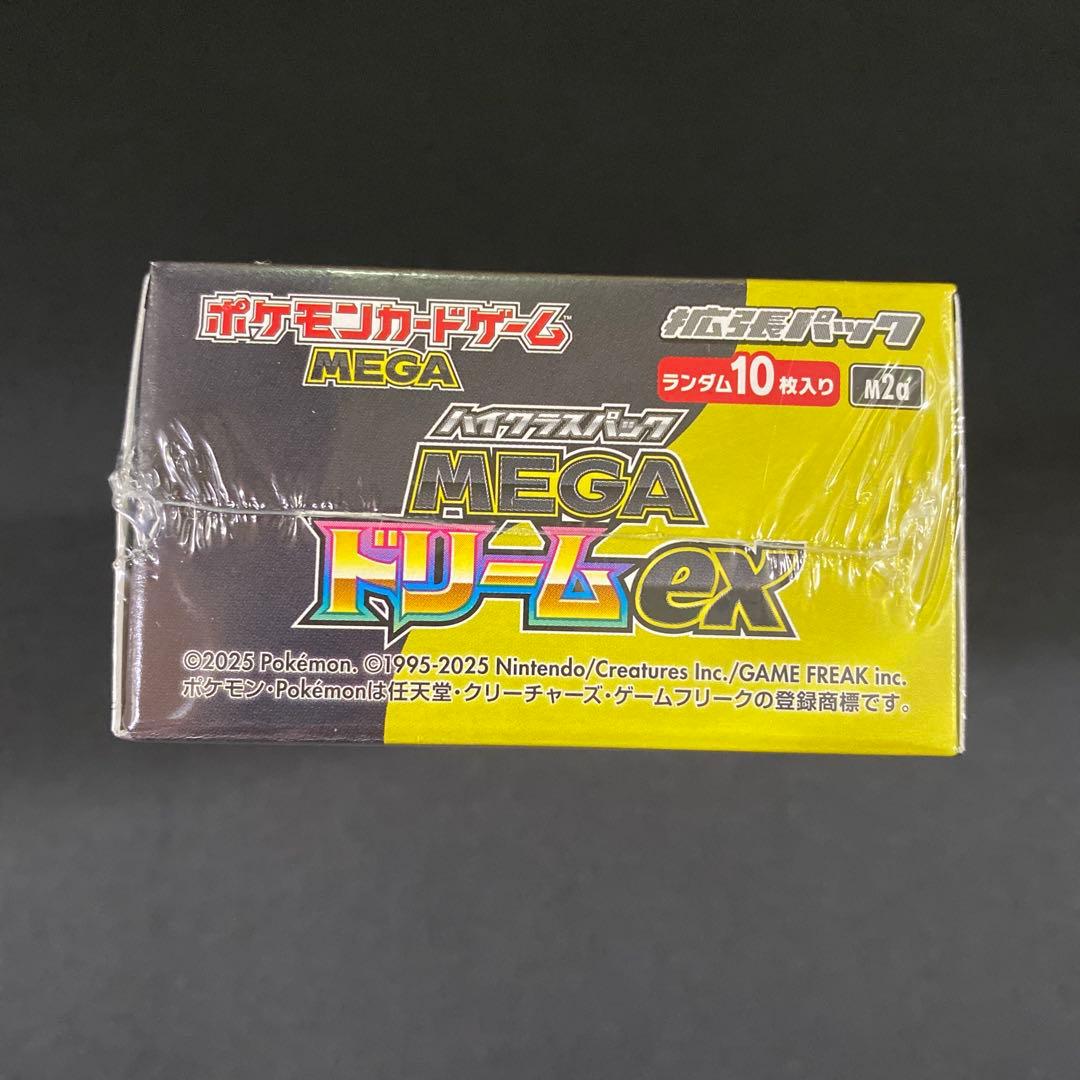 ポケモンカードゲーム™
MEGA
拡張パック
ランダム10枚入り
M2a
ハイクラスパック
MEGA
ドリームex
©2025 Pokémon. ©1995-2025 Nintendo/Creatures Inc./GAME FREAK inc.
ポケモン・Pokémonは任天堂・クリーチャーズ・ゲームフリークの登録商標です。